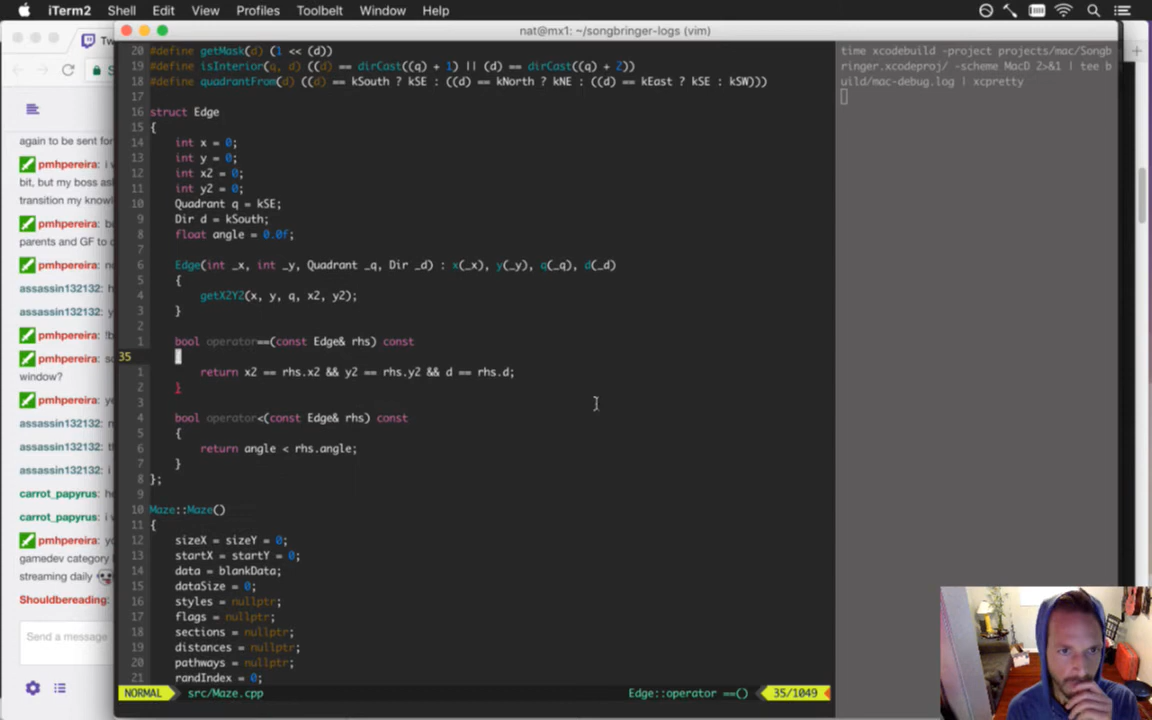 iTerm2 Shell Edit View Profiles Toolbelt Window Help
nat@mx1: ~/songbringer-logs (vim)
again to be sent for
pmhpereira: i
bit, but my boss
transition my
pmhpereira:
parents and GF to
pmhpereira:
assassin132132:
assassin132132:
pmhpereira:
pmhpereira:
window?
pmhpereira:
assassin132132:
assassin132132:
assassin132132: i
carrot_papyrus:
carrot_papyrus: i
pmhpereira:
gamedev category
streaming daily
Shouldbereading:
Send a message
20 #define getMask(d) (1 << (d))
19 #define isInterior(q, d) ((d) == dirCast((q) + 1) || (d) == dirCast((q) + 2))
18 #define quadrantFrom(d) ((d) == kSouth ? kSE : ((d) == kNorth ? kNE : ((d) == kEast ? kSE : kSW)))
17
16 struct Edge
15 {
14 int x = 0;
13 int y = 0;
12 int x2 = 0;
11 int y2 = 0;
10 Quadrant q = kSE;
9 Dir d = kSouth;
8 float angle = 0.0f;
7
6 Edge(int _x, int _y, Quadrant _q, Dir _d) : x(_x), y(_y), q(_q), d(_d)
5 {
4 getX2Y2(x, y, q, x2, y2);
3 }
2
1 bool operator==(const Edge& rhs) const
35 {
1 return x2 == rhs.x2 && y2 == rhs.y2 && d == rhs.d;
2 }
3
4 bool operator<(const Edge& rhs) const
5 {
6 return angle < rhs.angle;
7 }
8 };
9
10 Maze::Maze()
11 {
12 sizeX = sizeY = 0;
13 startX = startY = 0;
14 data = blankData;
15 dataSize = 0;
16 styles = nullptr;
17 flags = nullptr;
18 sections = nullptr;
19 distances = nullptr;
20 pathways = nullptr;
21 randIndex = 0;
NORMAL src/Maze.cpp Edge::operator ==() 35/1049
time xcodebuild -project projects/mac/Songb
ringer.xcodeproj/ -scheme MacD 2>&1 | tee b
uild/mac-debug.log | xcpretty